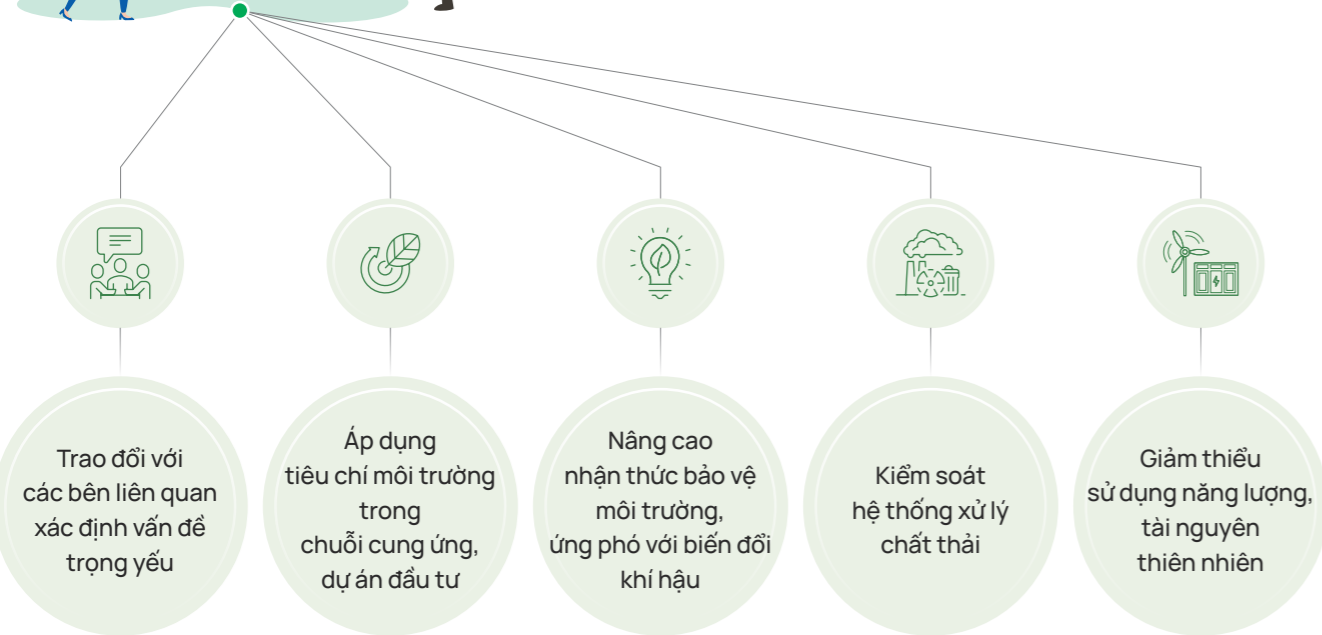 Trao đổi với
các bên liên quan
xác định vấn đề
trọng yếu
Áp dụng
tiêu chí môi trường
trong
chuỗi cung ứng,
dự án đầu tư
Nâng cao
nhận thức bảo vệ
môi trường,
ứng phó với biến đổi
khí hậu
Kiểm soát
hệ thống xử lý
chất thải
Giảm thiểu
sử dụng năng lượng,
tài nguyên
thiên nhiên